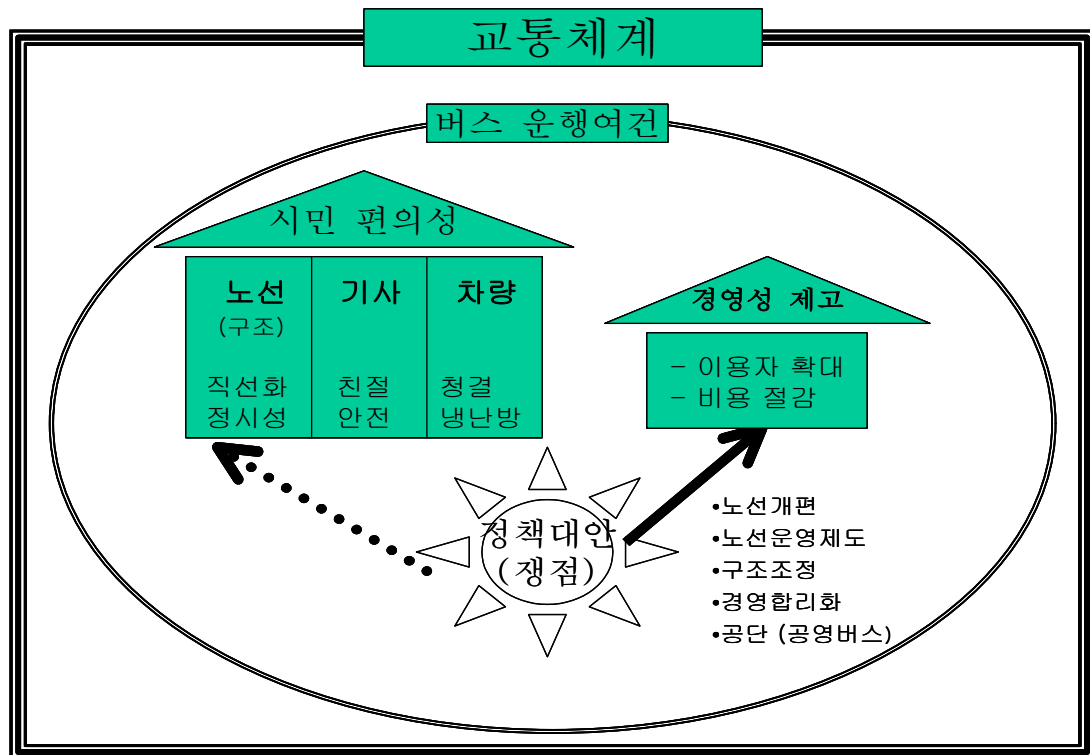 교통체계
버스 운행여건
시민 편의성
노선
(구조)
직선화
정시성
기사
친절
안전
차량
청결
냉난방
경영성 제고
- 이용자 확대
- 비용 절감
정책대안
(쟁점)
•노선개편
•노선운영제도
•구조조정
•경영합리화
•공단 (공영버스)